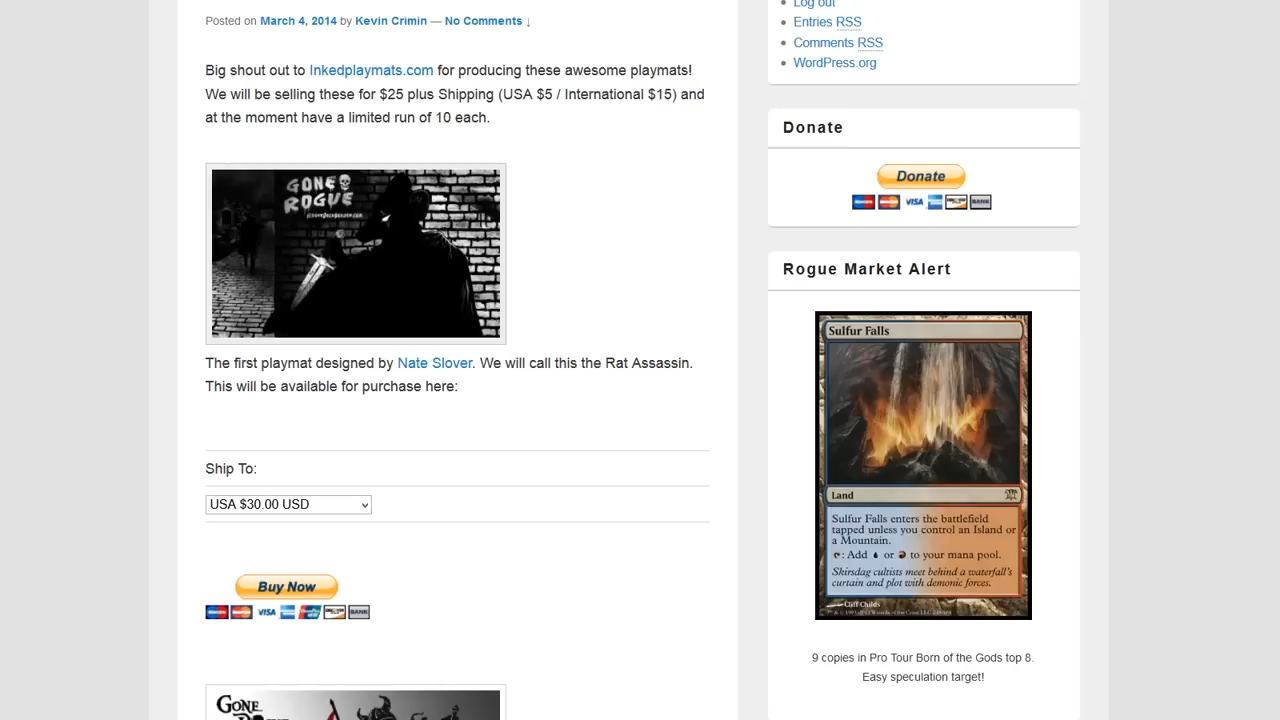 Posted on March 4, 2014 by Kevin Crimin — No Comments ↓
Big shout out to Inkedplaymats.com for producing these awesome playmats!
We will be selling these for $25 plus Shipping (USA $5 / International $15) and
at the moment have a limited run of 10 each.
GONE
ROGUE
The first playmat designed by Nate Slover. We will call this the Rat Assassin.
This will be available for purchase here:
Ship To:
USA $30.00 USD
Buy Now
VISA
BANK
GONE
Log out
Entries RSS
Comments RSS
WordPress.org
Donate
Donate
VISA
BANK
Rogue Market Alert
Sulfur Falls
Land
Sulfur Falls enters the battlefield
tapped unless you control an Island or
a Mountain.
: Add or to your mana pool.
Skirsdag cultists meet behind a waterfall's
curtain and plot with demonic forces.
Cliff Childs
9 copies in Pro Tour Born of the Gods top 8.
Easy speculation target!